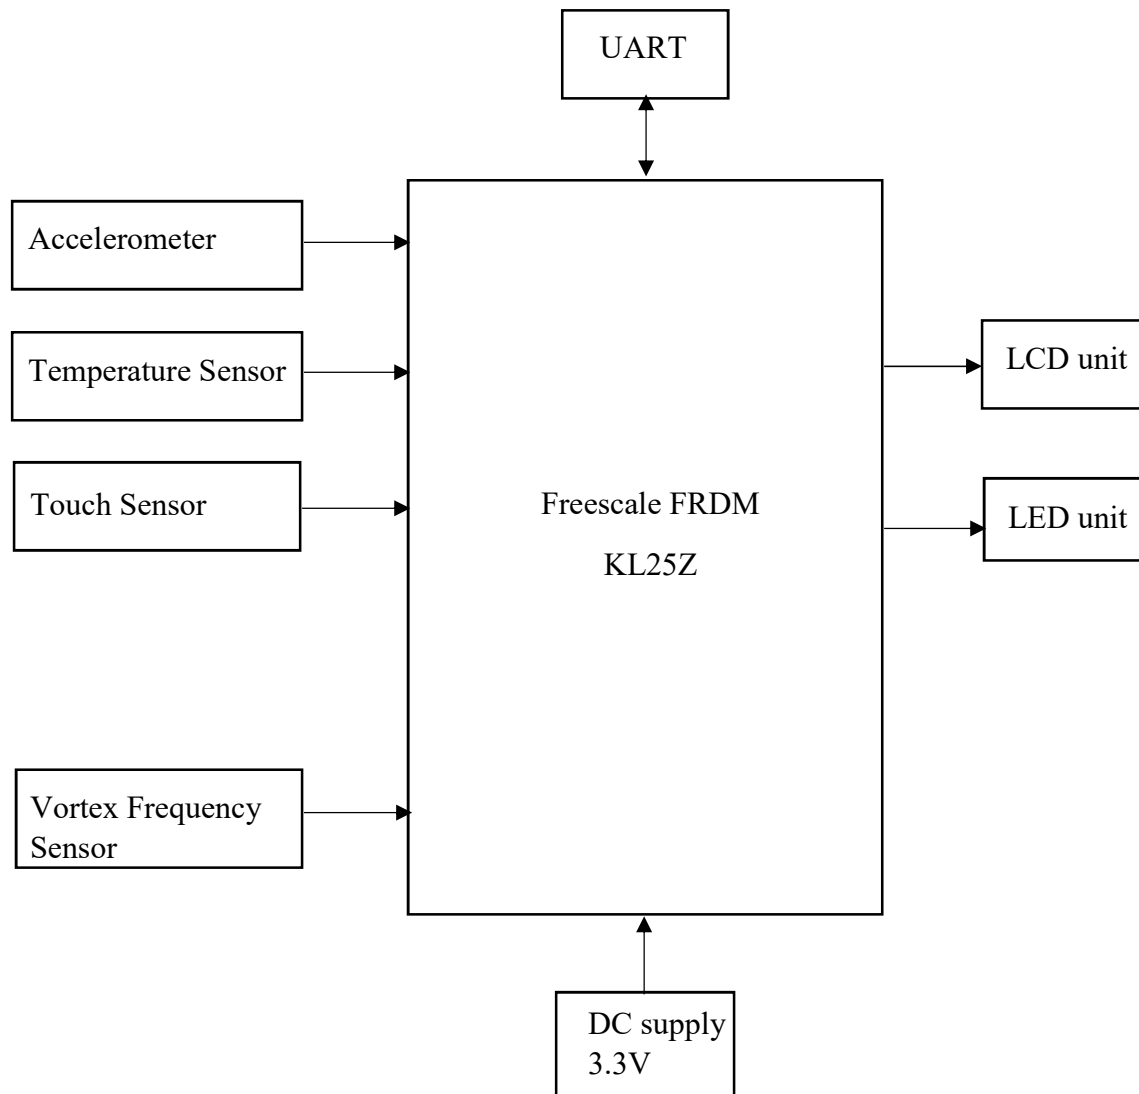 UART
Accelerometer
Temperature Sensor
Touch Sensor
Vortex Frequency
Sensor
Freescale FRDM
KL25Z
LCD unit
LED unit
DC supply
3.3V